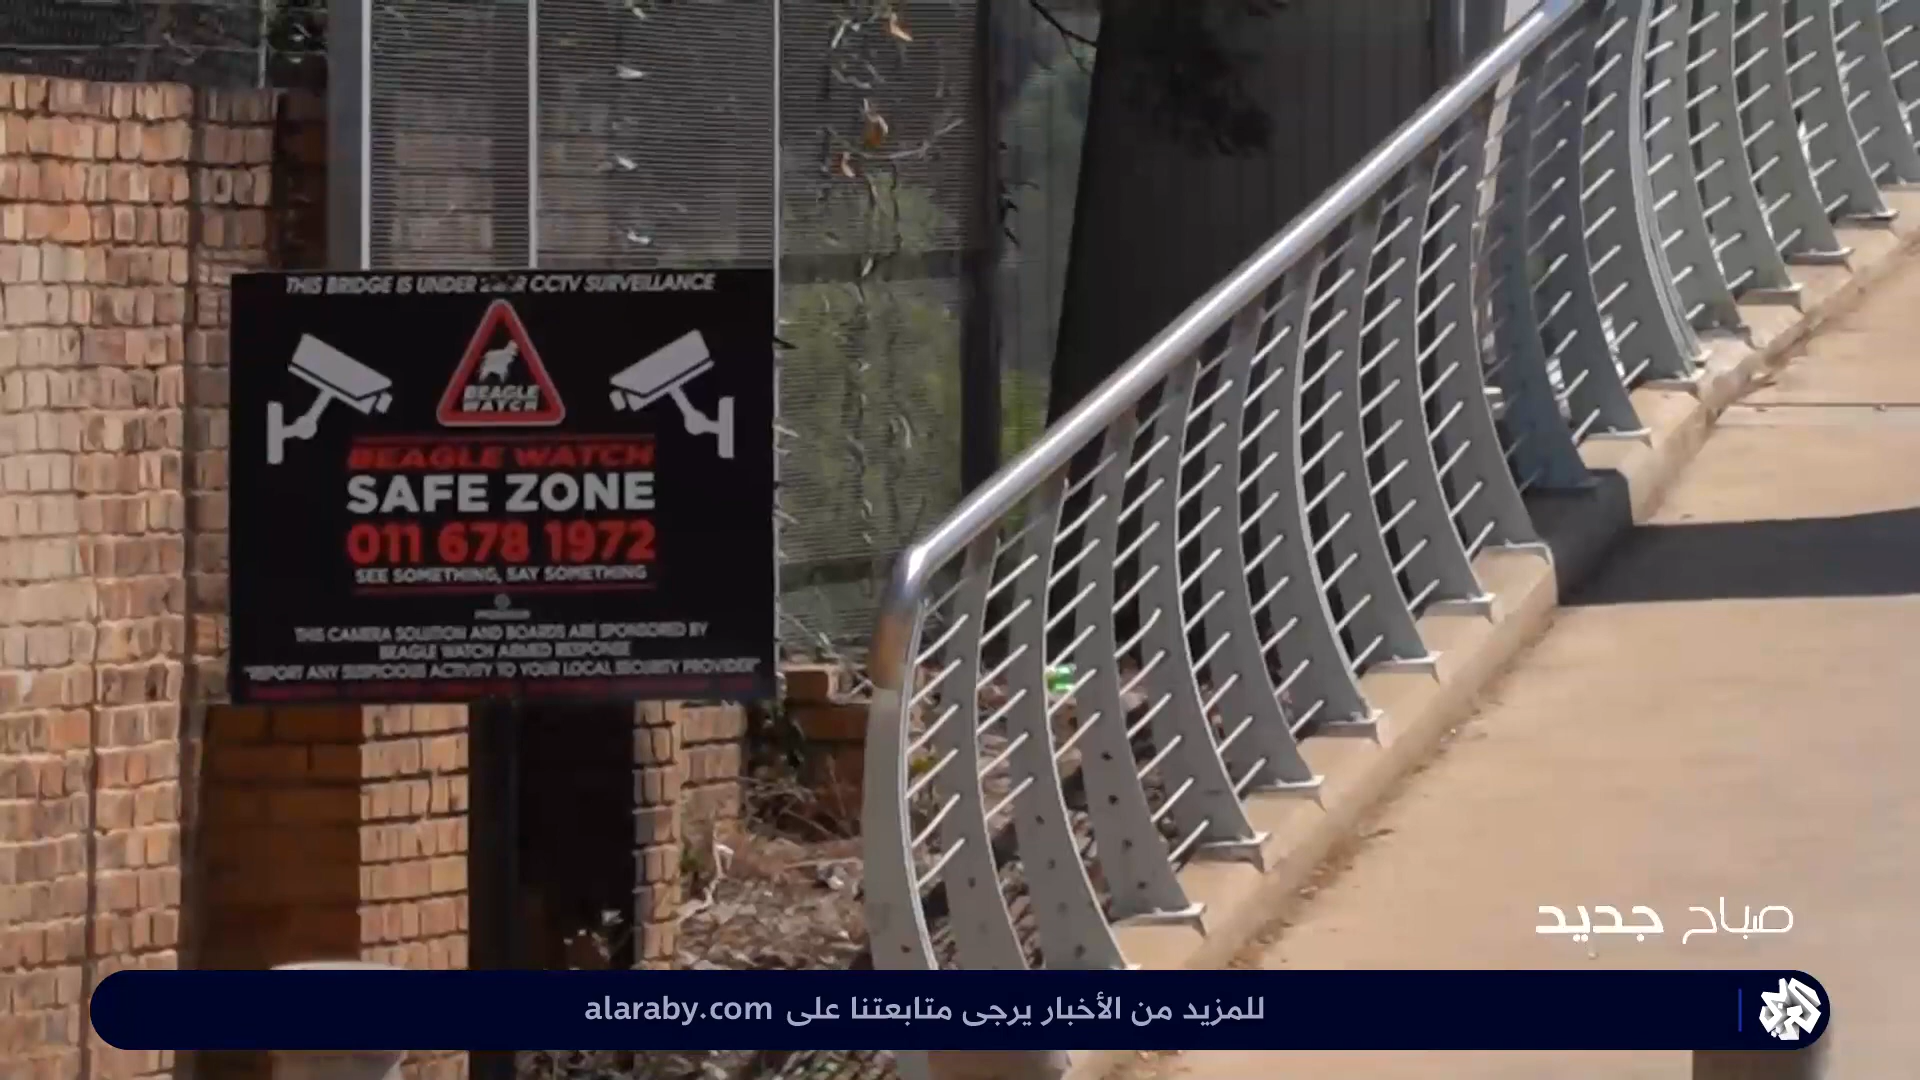 THIS BRIDGE IS UNDER CCTV SURVEILLANCE
BEAGLE
WATCH
BEAGLE WATCH
SAFE ZONE
011 678 1972
SEE SOMETHING, SAY SOMETHING
THIS CAMERA SOLUTION AND BOARDS ARE SPONSORED BY
BEAGLE WATCH ARMED RESPONSE
"REPORT ANY SUSPICIOUS ACTIVITY TO YOUR LOCAL SECURITY PROVIDER"
صباح جديد
للمزيد من الأخبار يرجى متابعتنا على alaraby.com